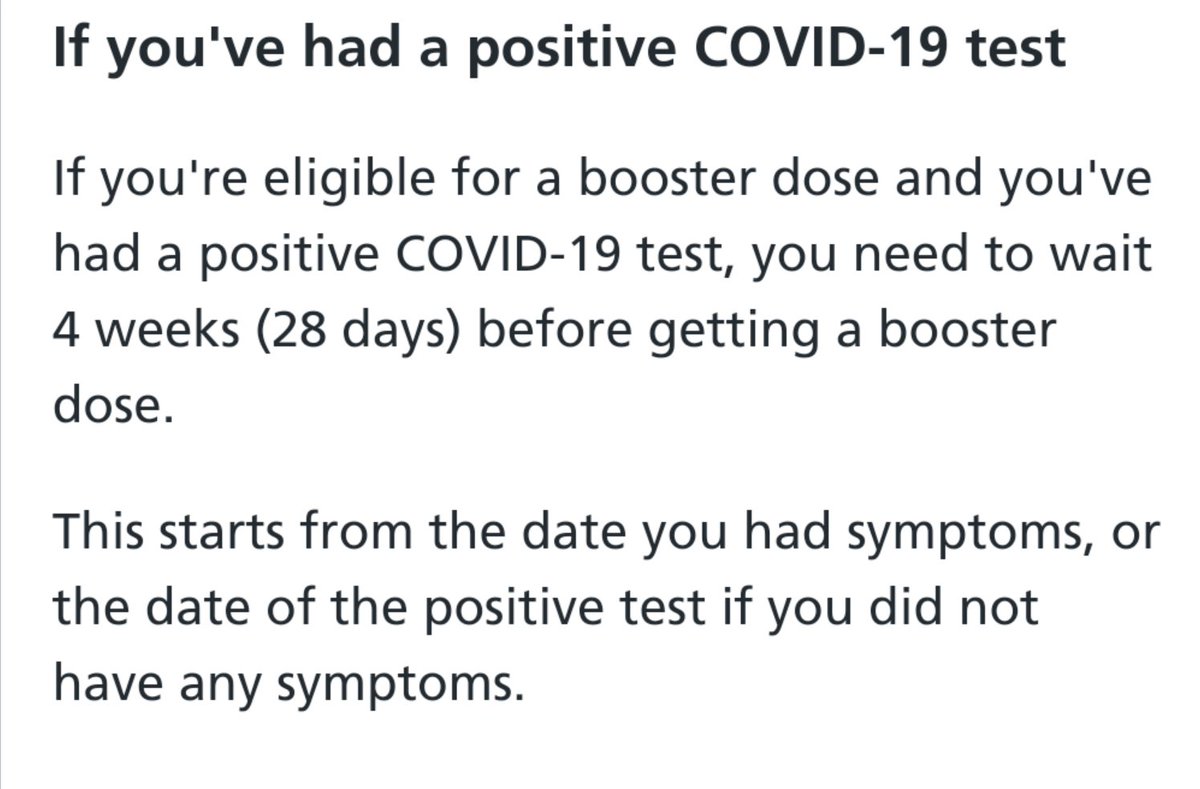 If you've had a positive COVID-19 test
If you're eligible for a booster dose and you've
had a positive COVID-19 test, you need to wait
4 weeks (28 days) before getting a booster
dose.
This starts from the date you had symptoms, or
the date of the positive test if you did not
have any symptoms.